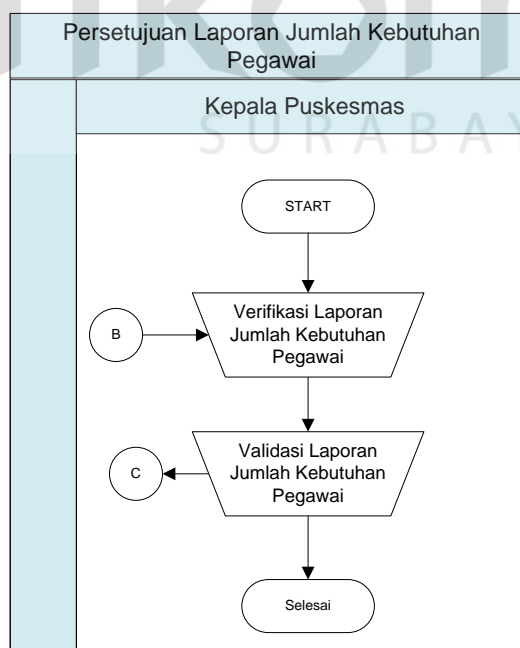 Persetujuan Laporan Jumlah Kebutuhan
Pegawai
Kepala Puskesmas
SURABAY
START
Verifikasi Laporan
Jumlah Kebutuhan
Pegawai
B
Validasi Laporan
Jumlah Kebutuhan
Pegawai
C
Selesai